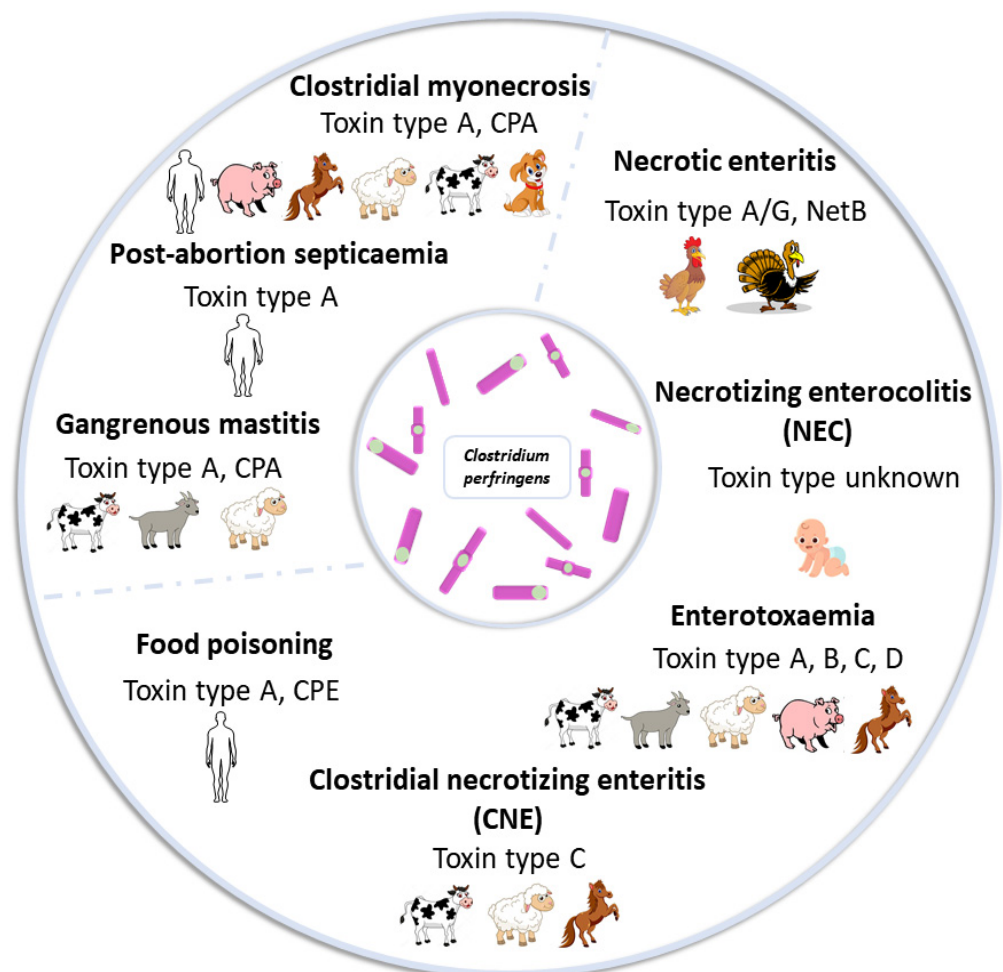 Clostridial myonecrosis
Toxin type A, CPA
Post-abortion septicaemia
Toxin type A
Gangrenous mastitis
Toxin type A, CPA
Necrotic enteritis
Toxin type A/G, NetB
Necrotizing enterocolitis
(NEC)
Toxin type unknown
Clostridium
perfringens
Enterotoxaemia
Toxin type A, B, C, D
Food poisoning
Toxin type A, CPE
Clostridial necrotizing enteritis
(CNE)
Toxin type C